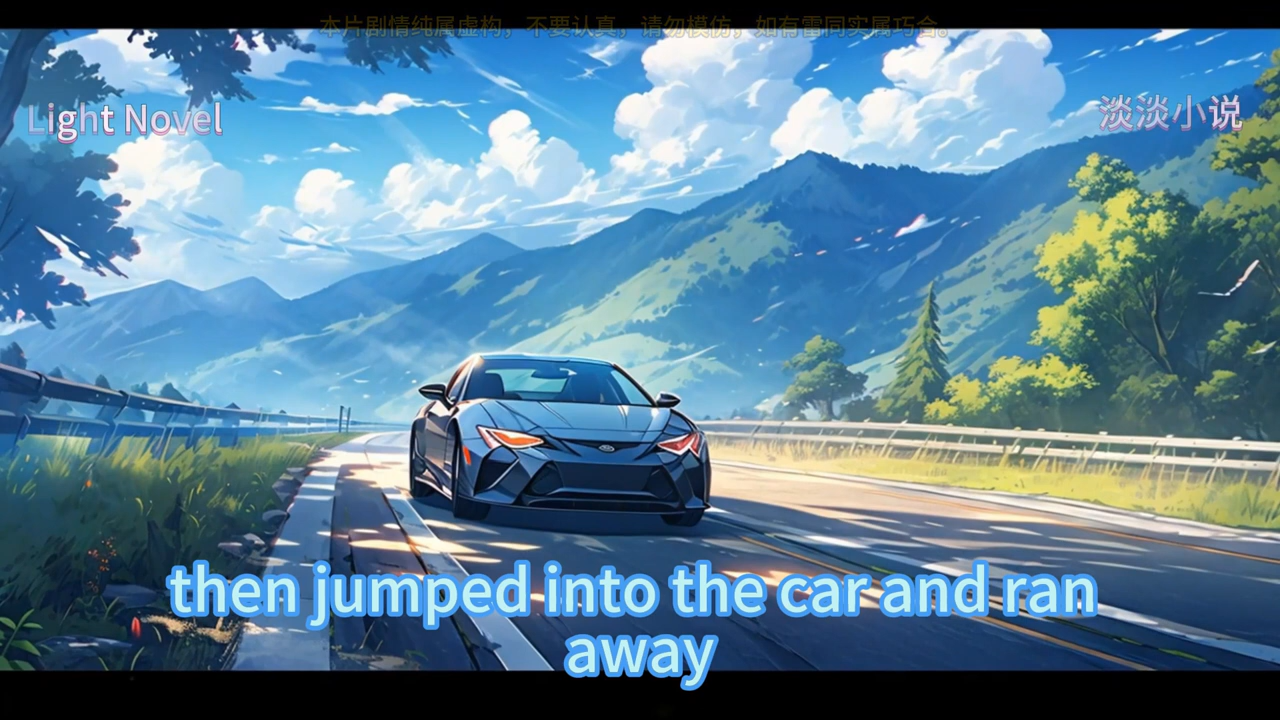 本片剧情纯属虚构，不要认真，请勿模仿，如有雷同实属巧合。
Light Novel
淡淡小说
then jumped into the car and ran
away